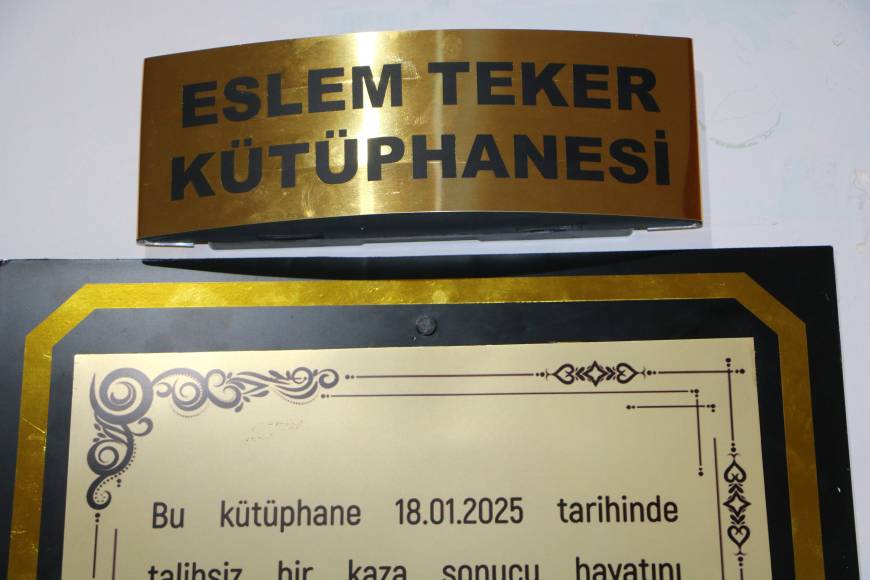 ESLEM TEKER
KÜTÜPHANESİ
Bu kütüphane 18.01.2025 tarihinde
talihsiz bir kaza sonucu hayatını